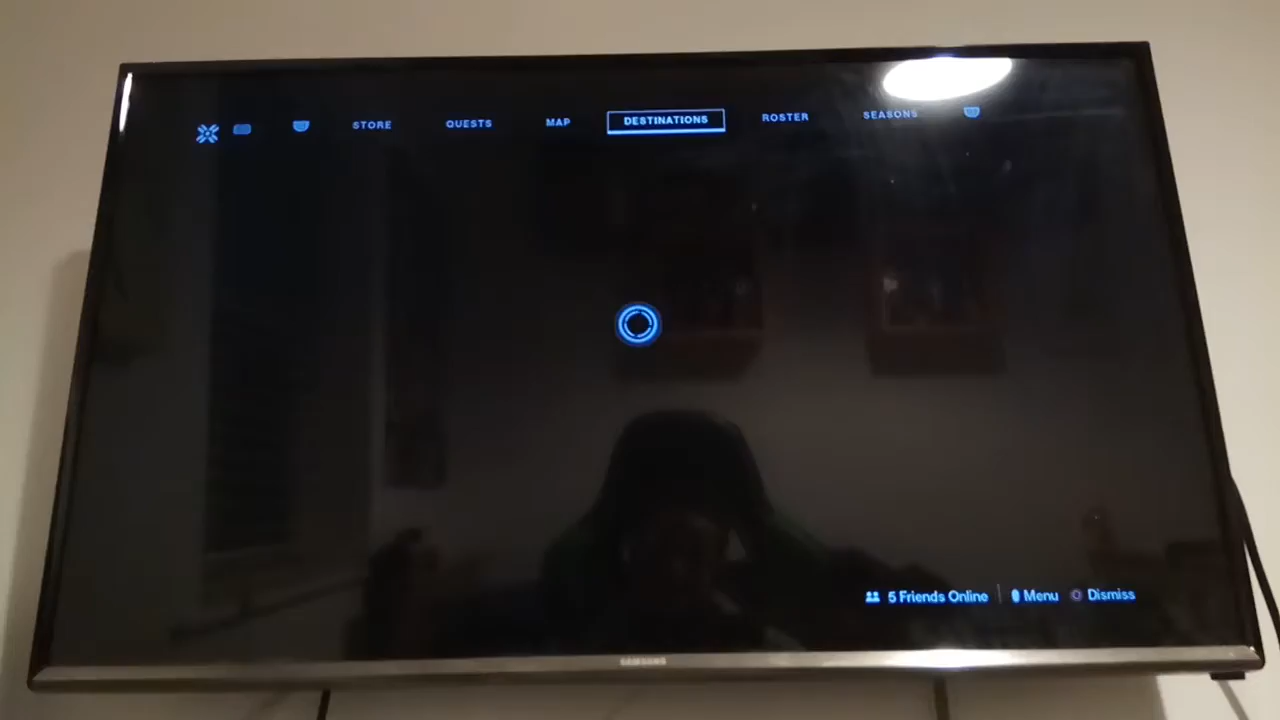 STORE QUESTS MAP DESTINATIONS ROSTER SEASONS
5 Friends Online Menu Dismiss
SAMSUNG